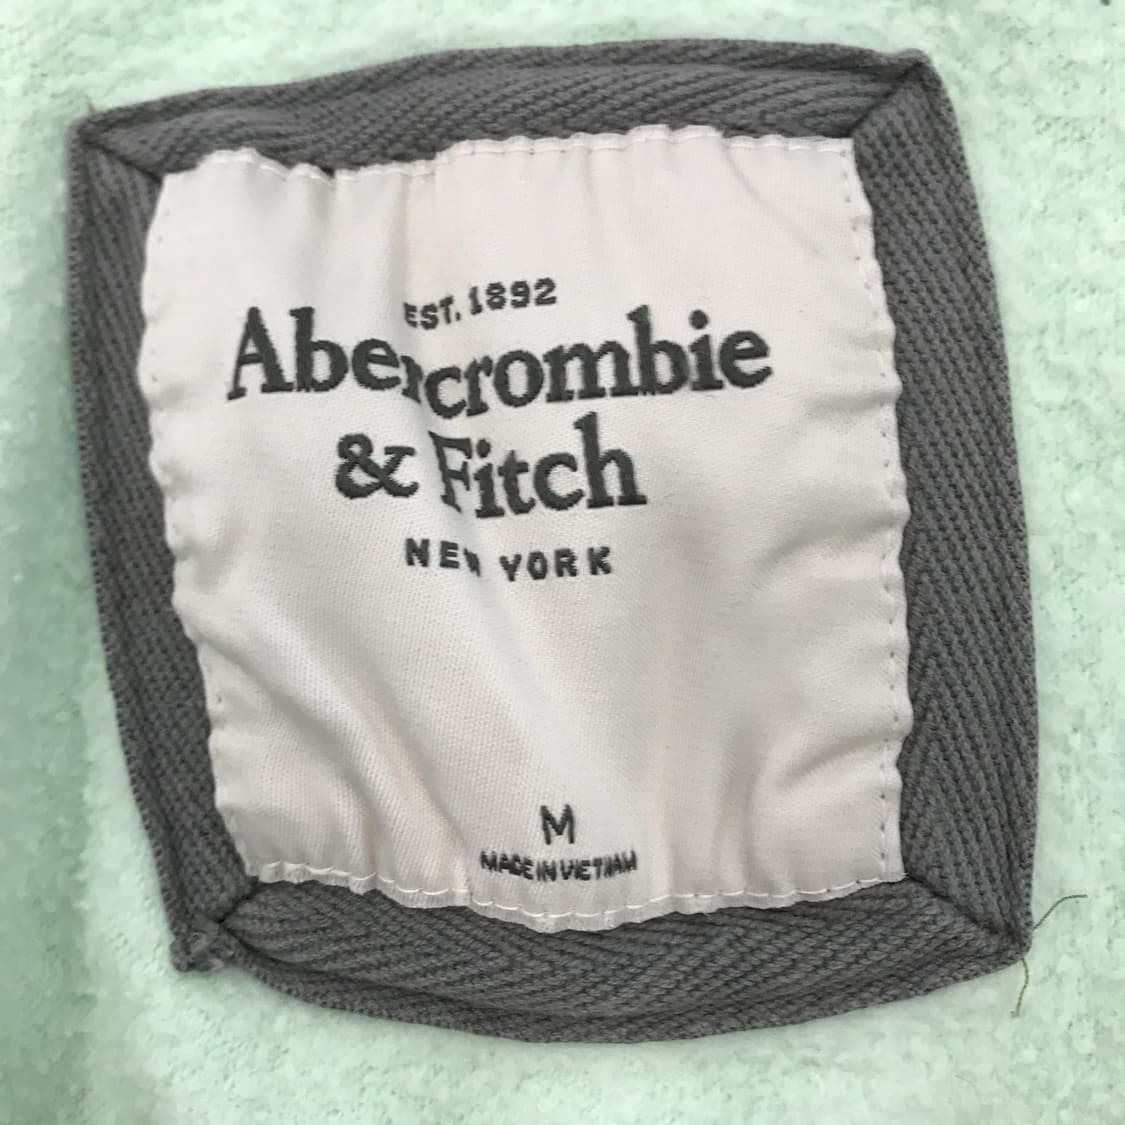 EST. 1892
Abercrombie
& Fitch
NEW YORK
M
MADE IN VIETNAM